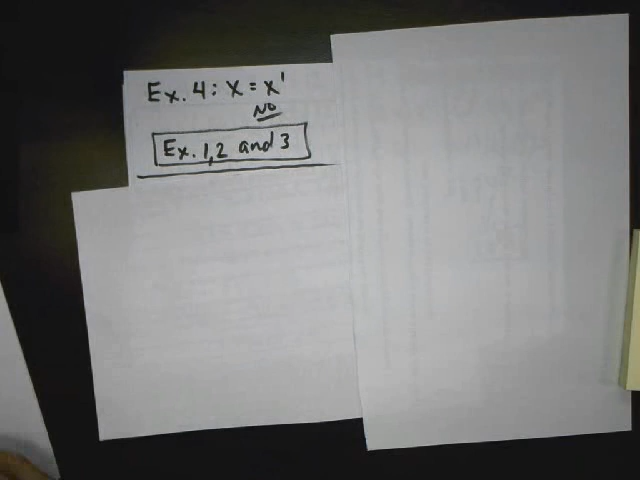 Ex. 4: x = x'
NO
Ex. 1,2 and 3